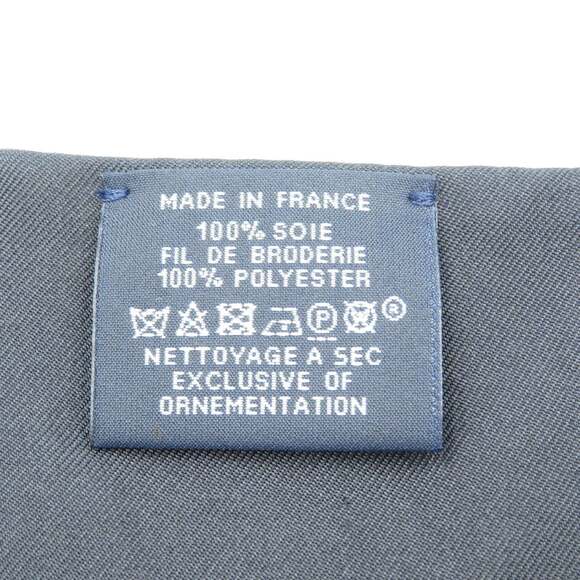 MADE IN FRANCE
100% SOIE
FIL DE BRODERIE
100% POLYESTER
P W ®
NETTOYAGE A SEC
EXCLUSIVE OF
ORNEMENTATION